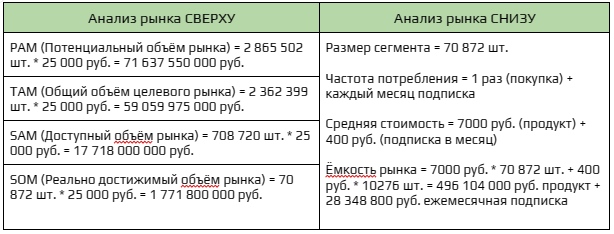 Анализ рынка СВЕРХУ
PAM (Потенциальный объём рынка) = 2 865 502
шт. * 25 000 руб. = 71 637 550 000 руб.
TAM (Общий объём целевого рынка) = 2 362 399
шт. * 25 000 руб. = 59 059 975 000 руб.
SAM (Доступный объём рынка) = 708 720 шт. * 25
000 руб. = 17 718 000 000 руб.
SOM (Реально достижимый объём рынка) = 70
872 шт. * 25 000 руб. = 1 771 800 000 руб.
Анализ рынка СНИЗУ
Размер сегмента = 70 872 шт.
Частота потребления = 1 раз (покупка) +
каждый месяц подписка
Средняя стоимость = 7000 руб. (продукт) +
400 руб. (подписка в месяц)
Ёмкость рынка = 7000 руб. * 70 872 шт. + 400
руб. * 10276 шт. = 496 104 000 руб. продукт +
28 348 800 руб. ежемесячная подписка